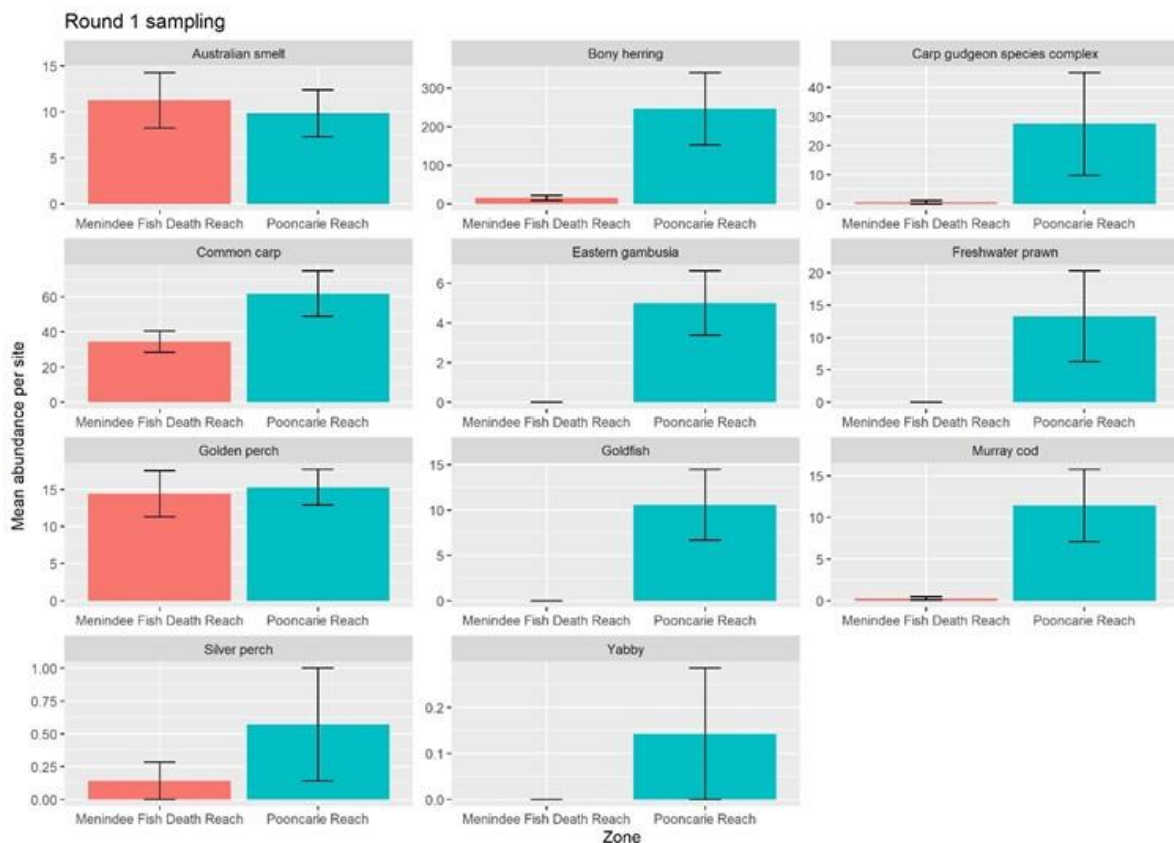 Round 1 sampling
Australian smelt
Bony herring
Carp gudgeon species complex
15
10
5
0
300
200
100
0
40
30
20
10
0
Menindee Fish Death Reach Pooncarie Reach
Menindee Fish Death Reach Pooncarie Reach
Menindee Fish Death Reach Pooncarie Reach
Common carp
Eastern gambusia
Freshwater prawn
60
40
20
0
6
4
2
0
20
15
10
5
0
Menindee Fish Death Reach Pooncarie Reach
Menindee Fish Death Reach Pooncarie Reach
Menindee Fish Death Reach Pooncarie Reach
Golden perch
Goldfish
Murray cod
15
10
5
0
15
10
5
0
15
10
5
0
Menindee Fish Death Reach Pooncarie Reach
Menindee Fish Death Reach Pooncarie Reach
Menindee Fish Death Reach Pooncarie Reach
Silver perch
Yabby
1.00
0.75
0.50
0.25
0.00
0.2
0.1
0.0
Menindee Fish Death Reach Pooncarie Reach
Menindee Fish Death Reach Pooncarie Reach
Mean abundance per site
Zone